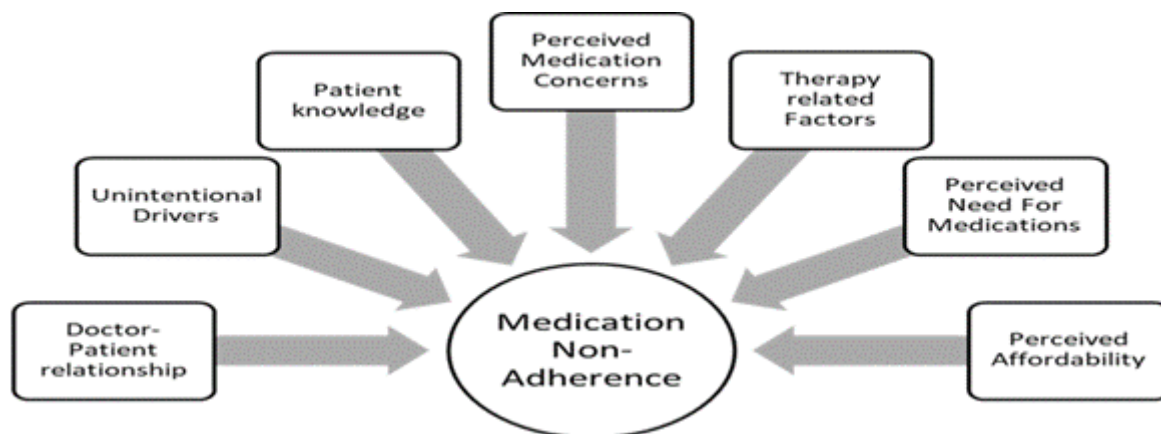 Perceived
Medication
Concerns
Patient
knowledge
Therapy
related
Factors
Unintentional
Drivers
Perceived
Need For
Medications
Doctor-
Patient
relationship
Medication
Non-
Adherence
Perceived
Affordability